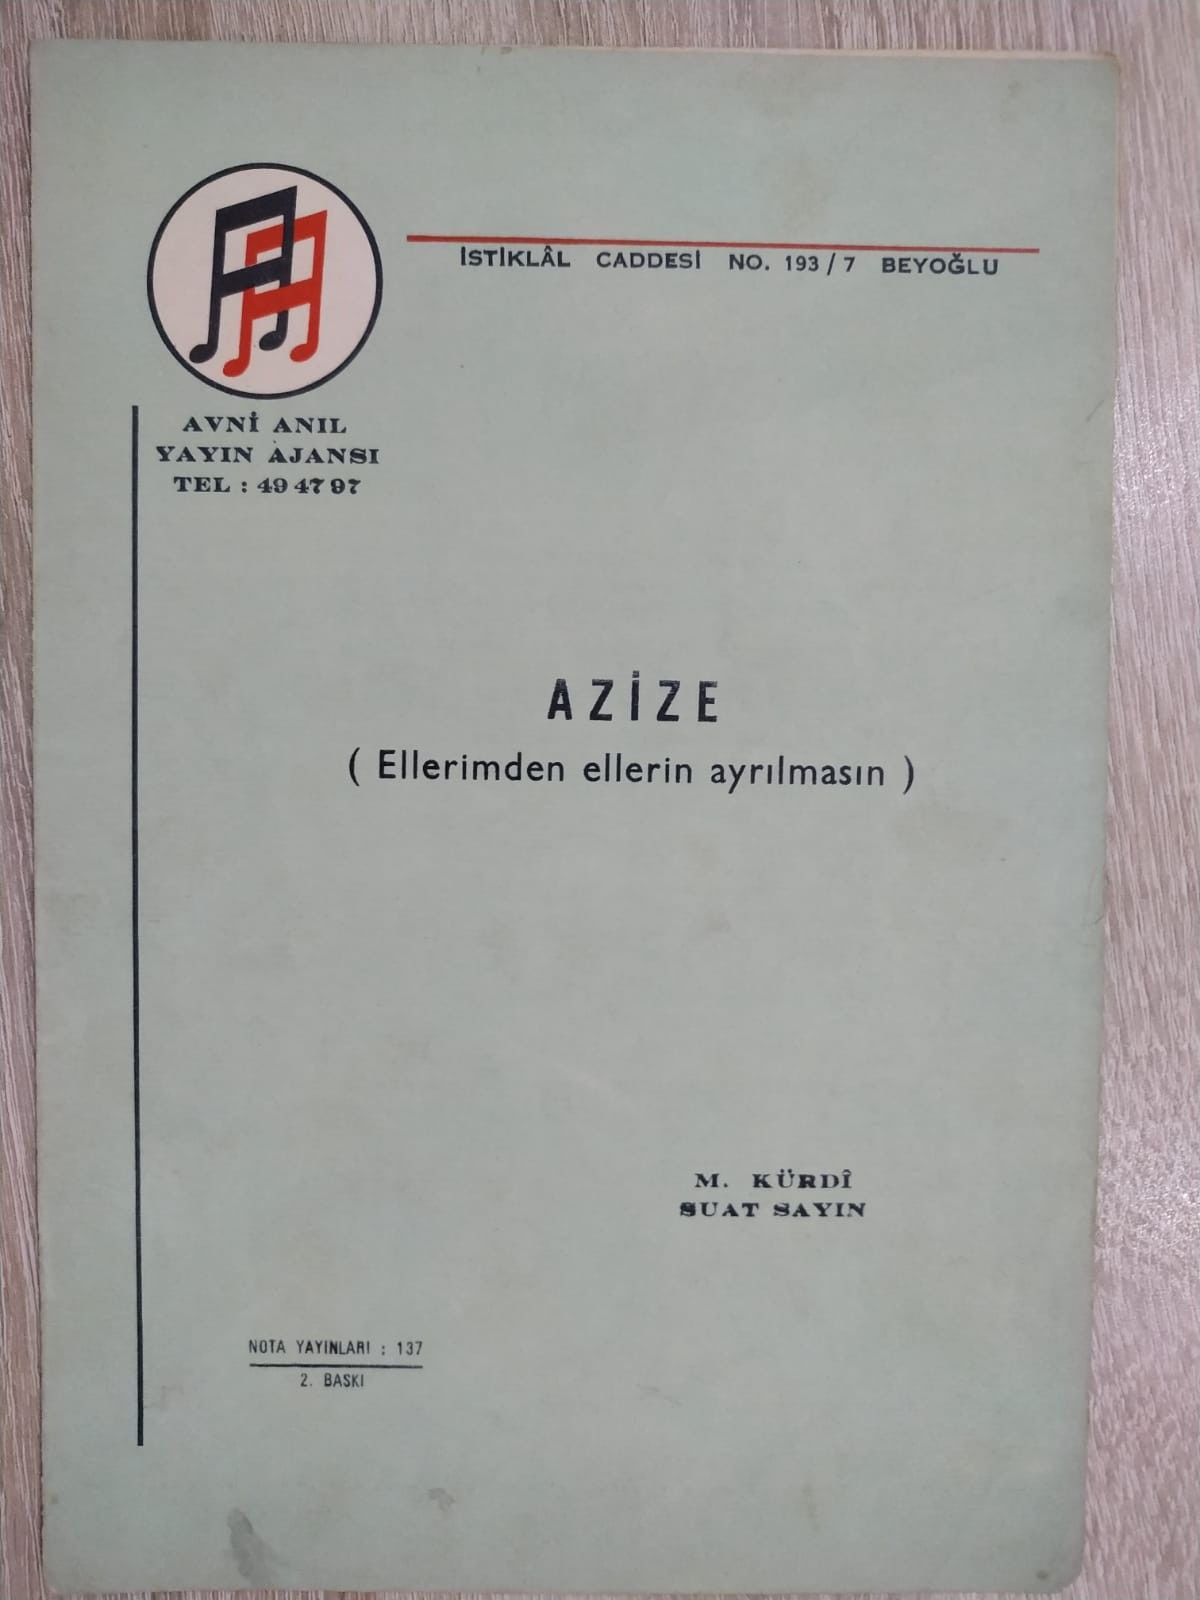 İSTİKLÂL CADDESİ NO. 193 / 7 BEYOĞLU
AVNİ ANIL
YAYIN AJANSI
TEL : 49 47 97
AZİZE
( Ellerimden ellerin ayrılmasın )
M. KÜRDÎ
SUAT SAYIN
NOTA YAYINLARI : 137
2. BASKI